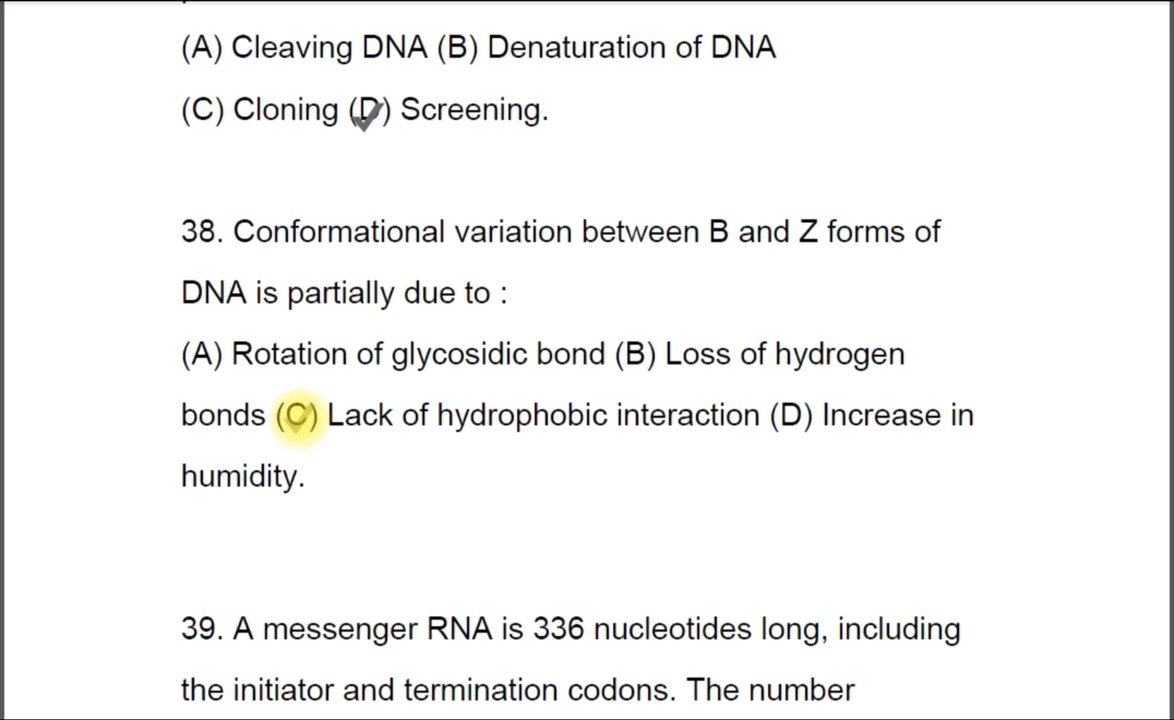 (A) Cleaving DNA (B) Denaturation of DNA
(C) Cloning (D) Screening.
38. Conformational variation between B and Z forms of
DNA is partially due to :
(A) Rotation of glycosidic bond (B) Loss of hydrogen
bonds (C) Lack of hydrophobic interaction (D) Increase in
humidity.
39. A messenger RNA is 336 nucleotides long, including
the initiator and termination codons. The number